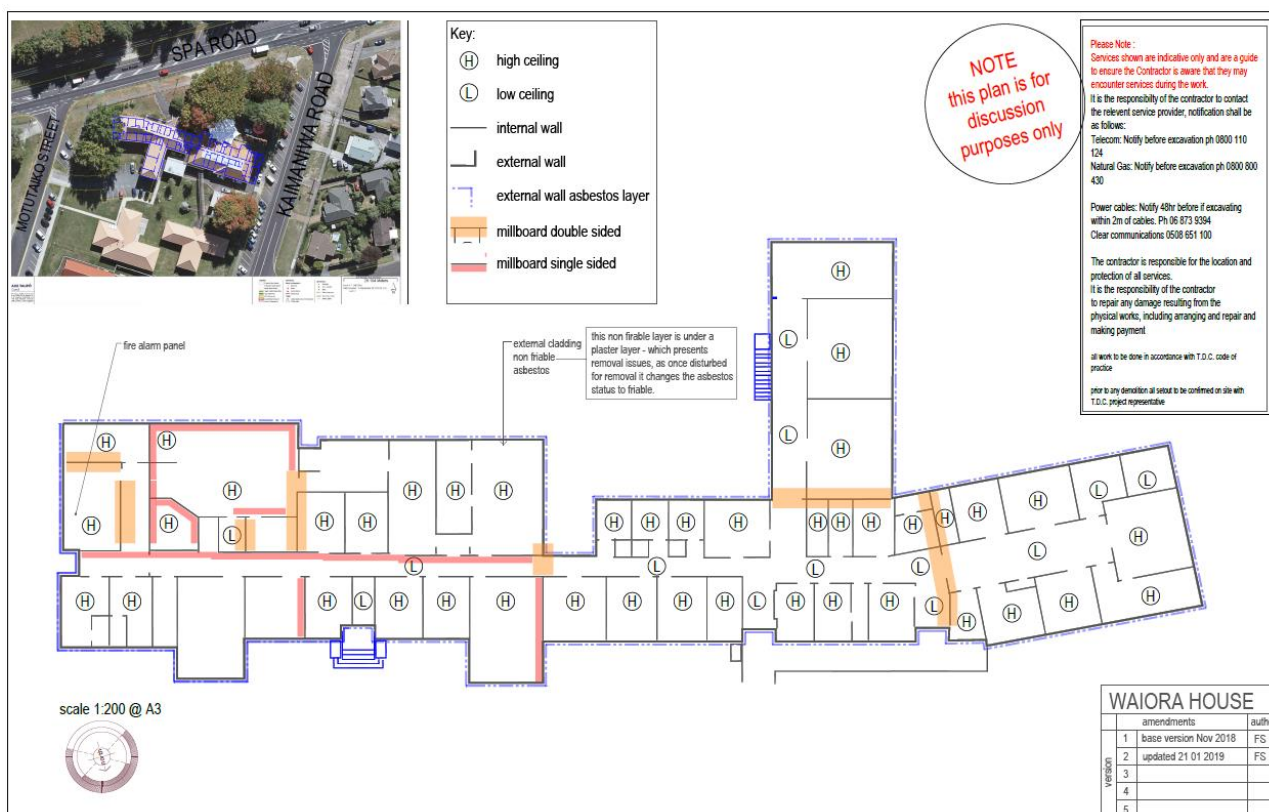 SPA ROAD
KAIMANIWA ROAD
MOTUTAIKO STREET
Key:
H high ceiling
L low ceiling
internal wall
external wall
external wall asbestos layer
millboard double sided
millboard single sided
NOTE
this plan is for
discussion
purposes only
Please Note :
Services shown are indicative only and are a guide
to ensure the Contractor is aware that they may
encounter services during the work.
It is the responsibilty of the contractor to contact
the relevent service provider, notification shall be
as follows:
Telecom: Notify before excavation ph 0800 110
124
Natural Gas: Notify before excavation ph 0800 800
430
Power cables: Notify 48hr before if excavating
within 2m of cables. Ph 06 873 9394
Clear communications 0508 651 100
The contractor is responsible for the location and
protection of all services.
It is the responsibility of the contractor
to repair any damage resulting from the
physical works, including arranging and repair and
making payment
all work to be done in accordance with T.D.C. code of
practice
prior to any demolition all setout to be confirmed on site with
T.D.C. project representative
fire alarm panel
external cladding
non friable
asbestos
this non firable layer is under a
plaster layer - which presents
removal issues, as once disturbed
for removal it changes the asbestos
status to friable.
H
H
L
H
L
H
H
H
H
H
H
H
H
H
H
L
H
H
H
H
H
H
H
H
H
H
H
H
H
L
L
H
L
L
L
L
H
H
L
H
H
H
H
H
H
H
L
H
H
H
L
H
H
H
H
scale 1:200 @ A3
WAIORA HOUSE
amendments auth
version
1 base version Nov 2018 FS
2 updated 21 01 2019 FS
3
4
5